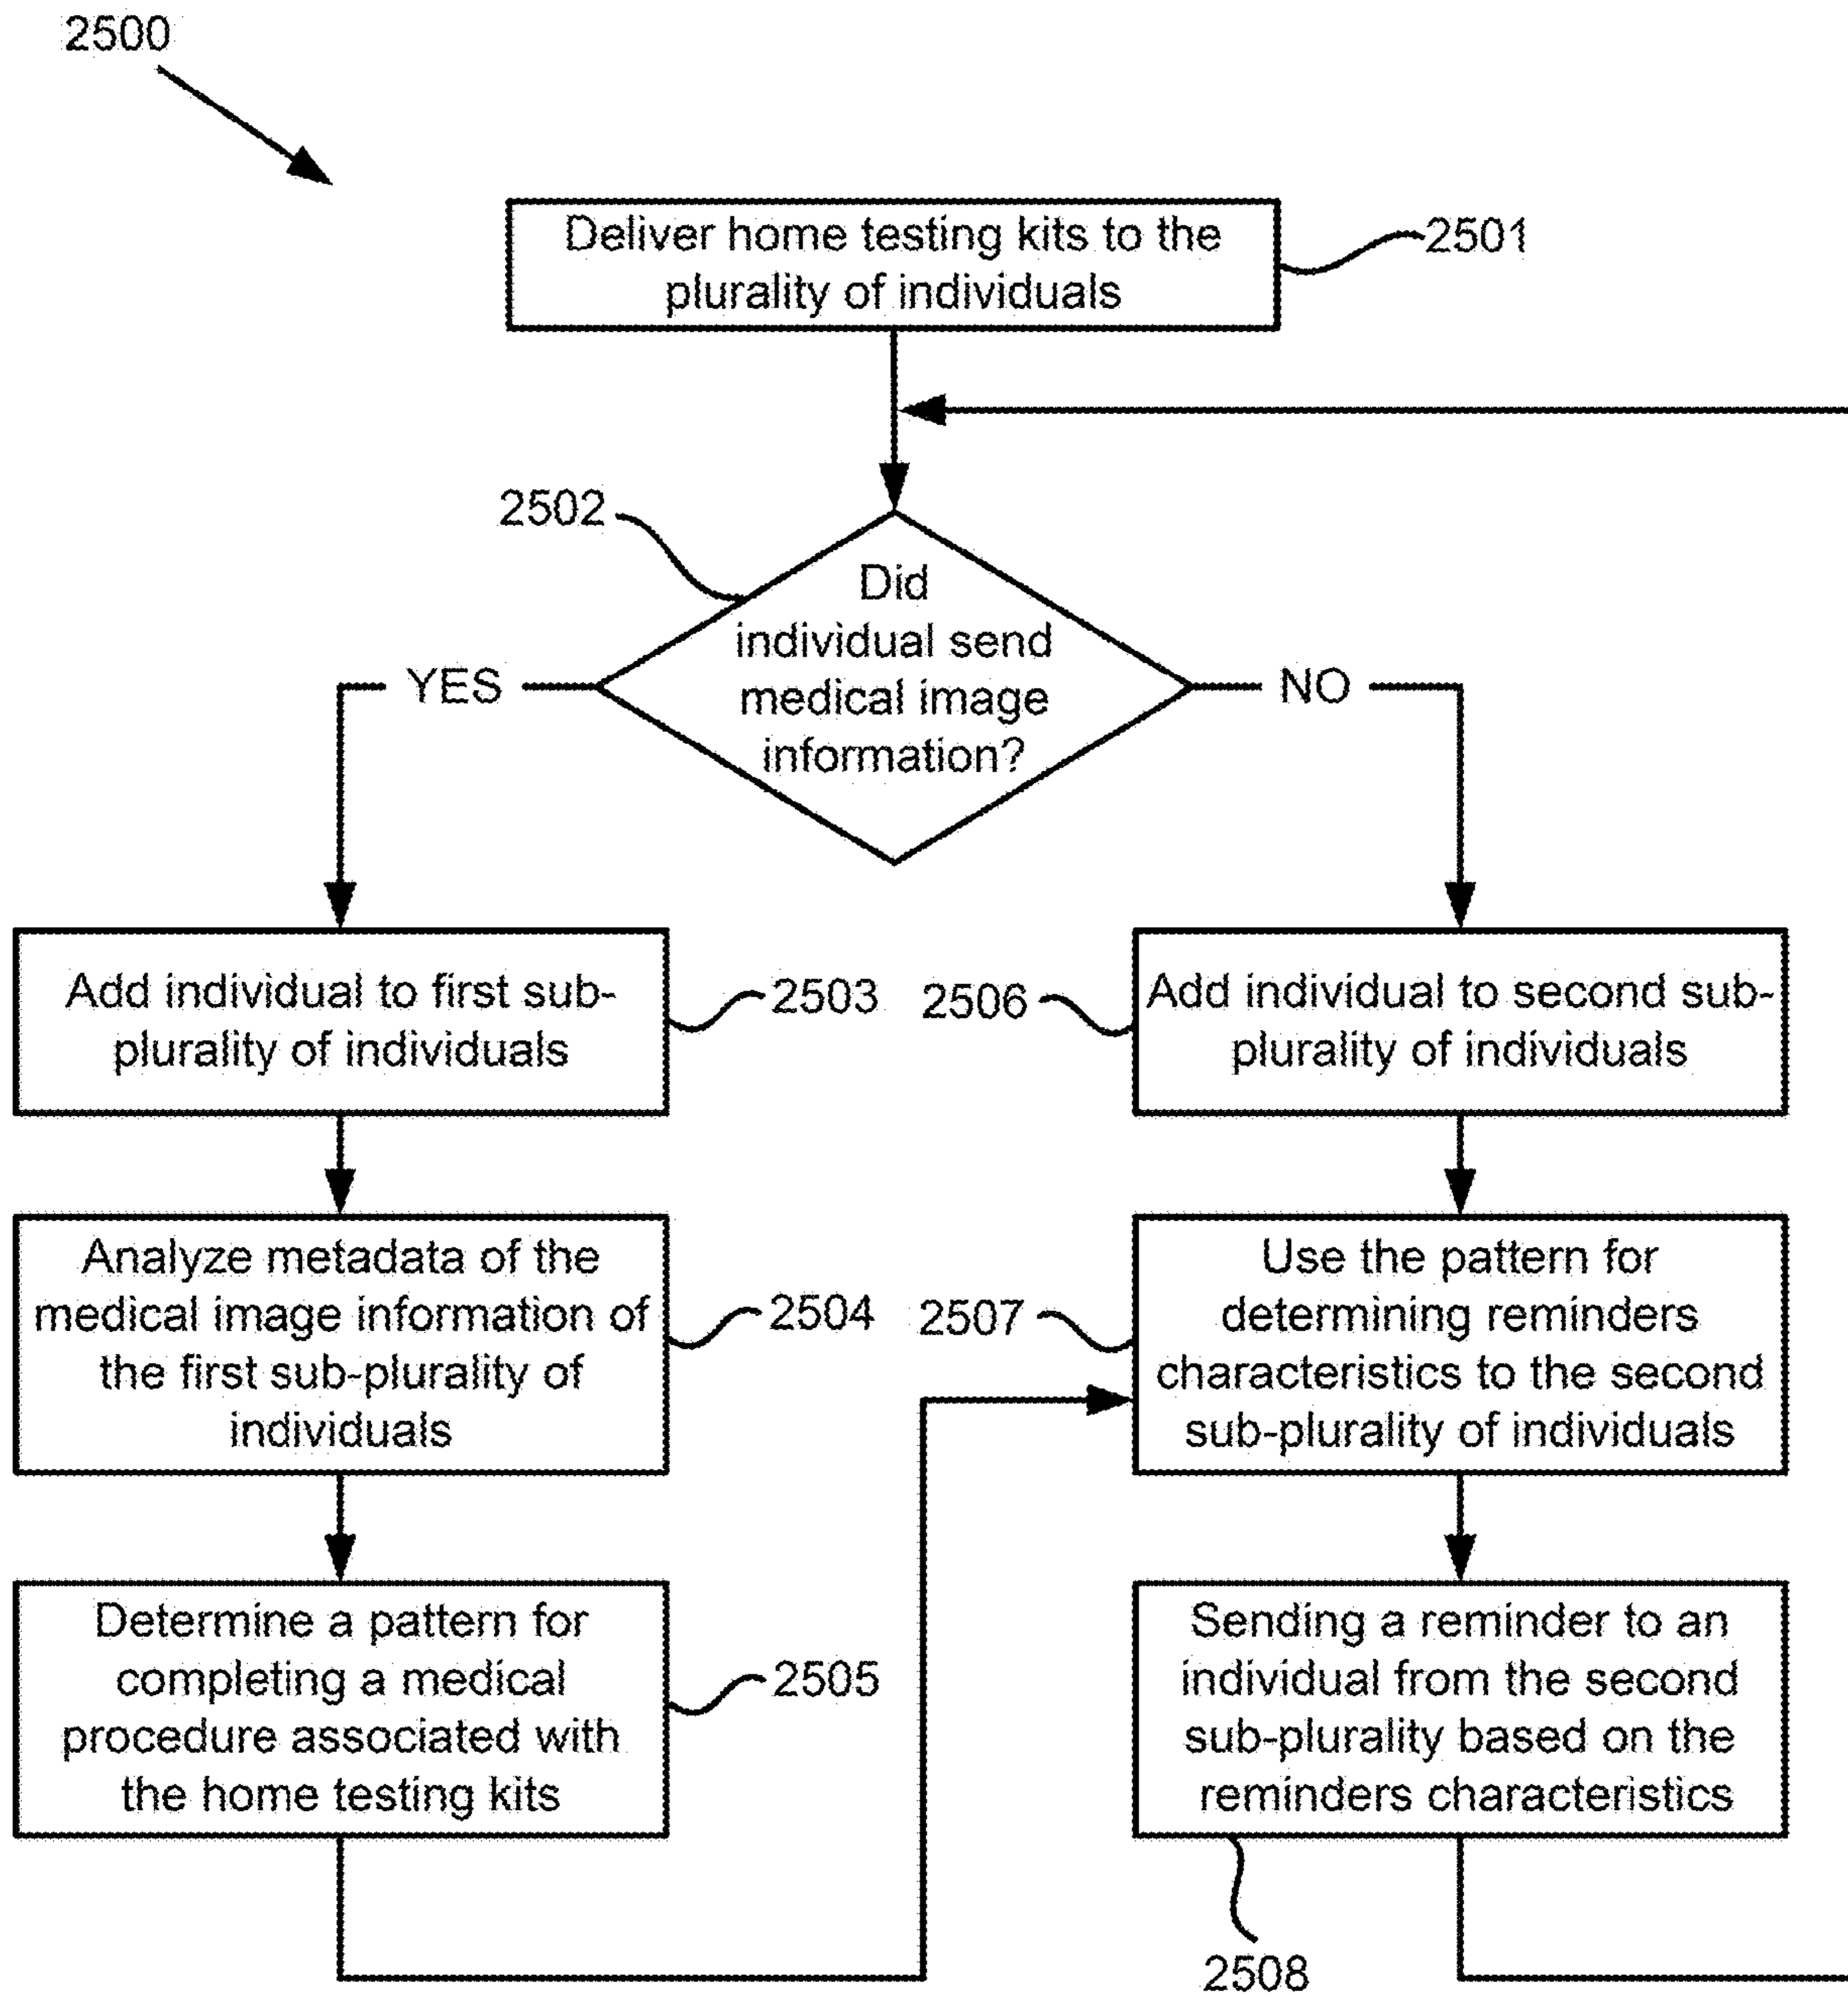 2500
Deliver home testing kits to the
plurality of individuals
2501
2502
Did
individual send
medical image
information?
YES
NO
Add individual to first sub-
plurality of individuals
2503
2506
Add individual to second sub-
plurality of individuals
Analyze metadata of the
medical image information of
the first sub-plurality of
individuals
2504
2507
Use the pattern for
determining reminders
characteristics to the second
sub-plurality of individuals
Determine a pattern for
completing a medical
procedure associated with
the home testing kits
2505
Sending a reminder to an
individual from the second
sub-plurality based on the
reminders characteristics
2508